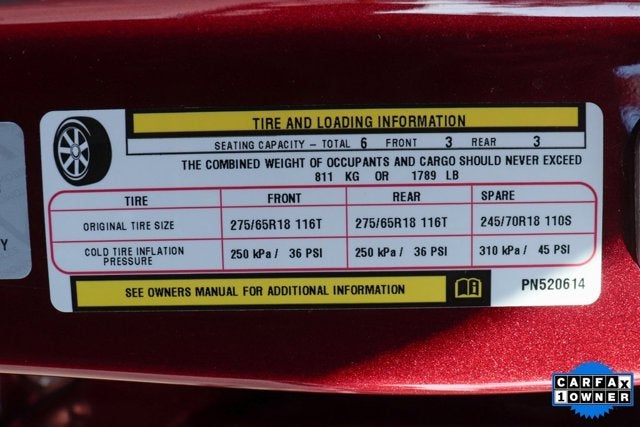 TIRE AND LOADING INFORMATION
SEATING CAPACITY – TOTAL 6 FRONT 3 REAR 3
THE COMBINED WEIGHT OF OCCUPANTS AND CARGO SHOULD NEVER EXCEED
811 KG OR 1789 LB
TIRE FRONT REAR SPARE
ORIGINAL TIRE SIZE 275/65R18 116T 275/65R18 116T 245/70R18 110S
COLD TIRE INFLATION PRESSURE 250 kPa / 36 PSI 250 kPa / 36 PSI 310 kPa / 45 PSI
SEE OWNERS MANUAL FOR ADDITIONAL INFORMATION
PN520614
Y
CARFAX
1 OWNER